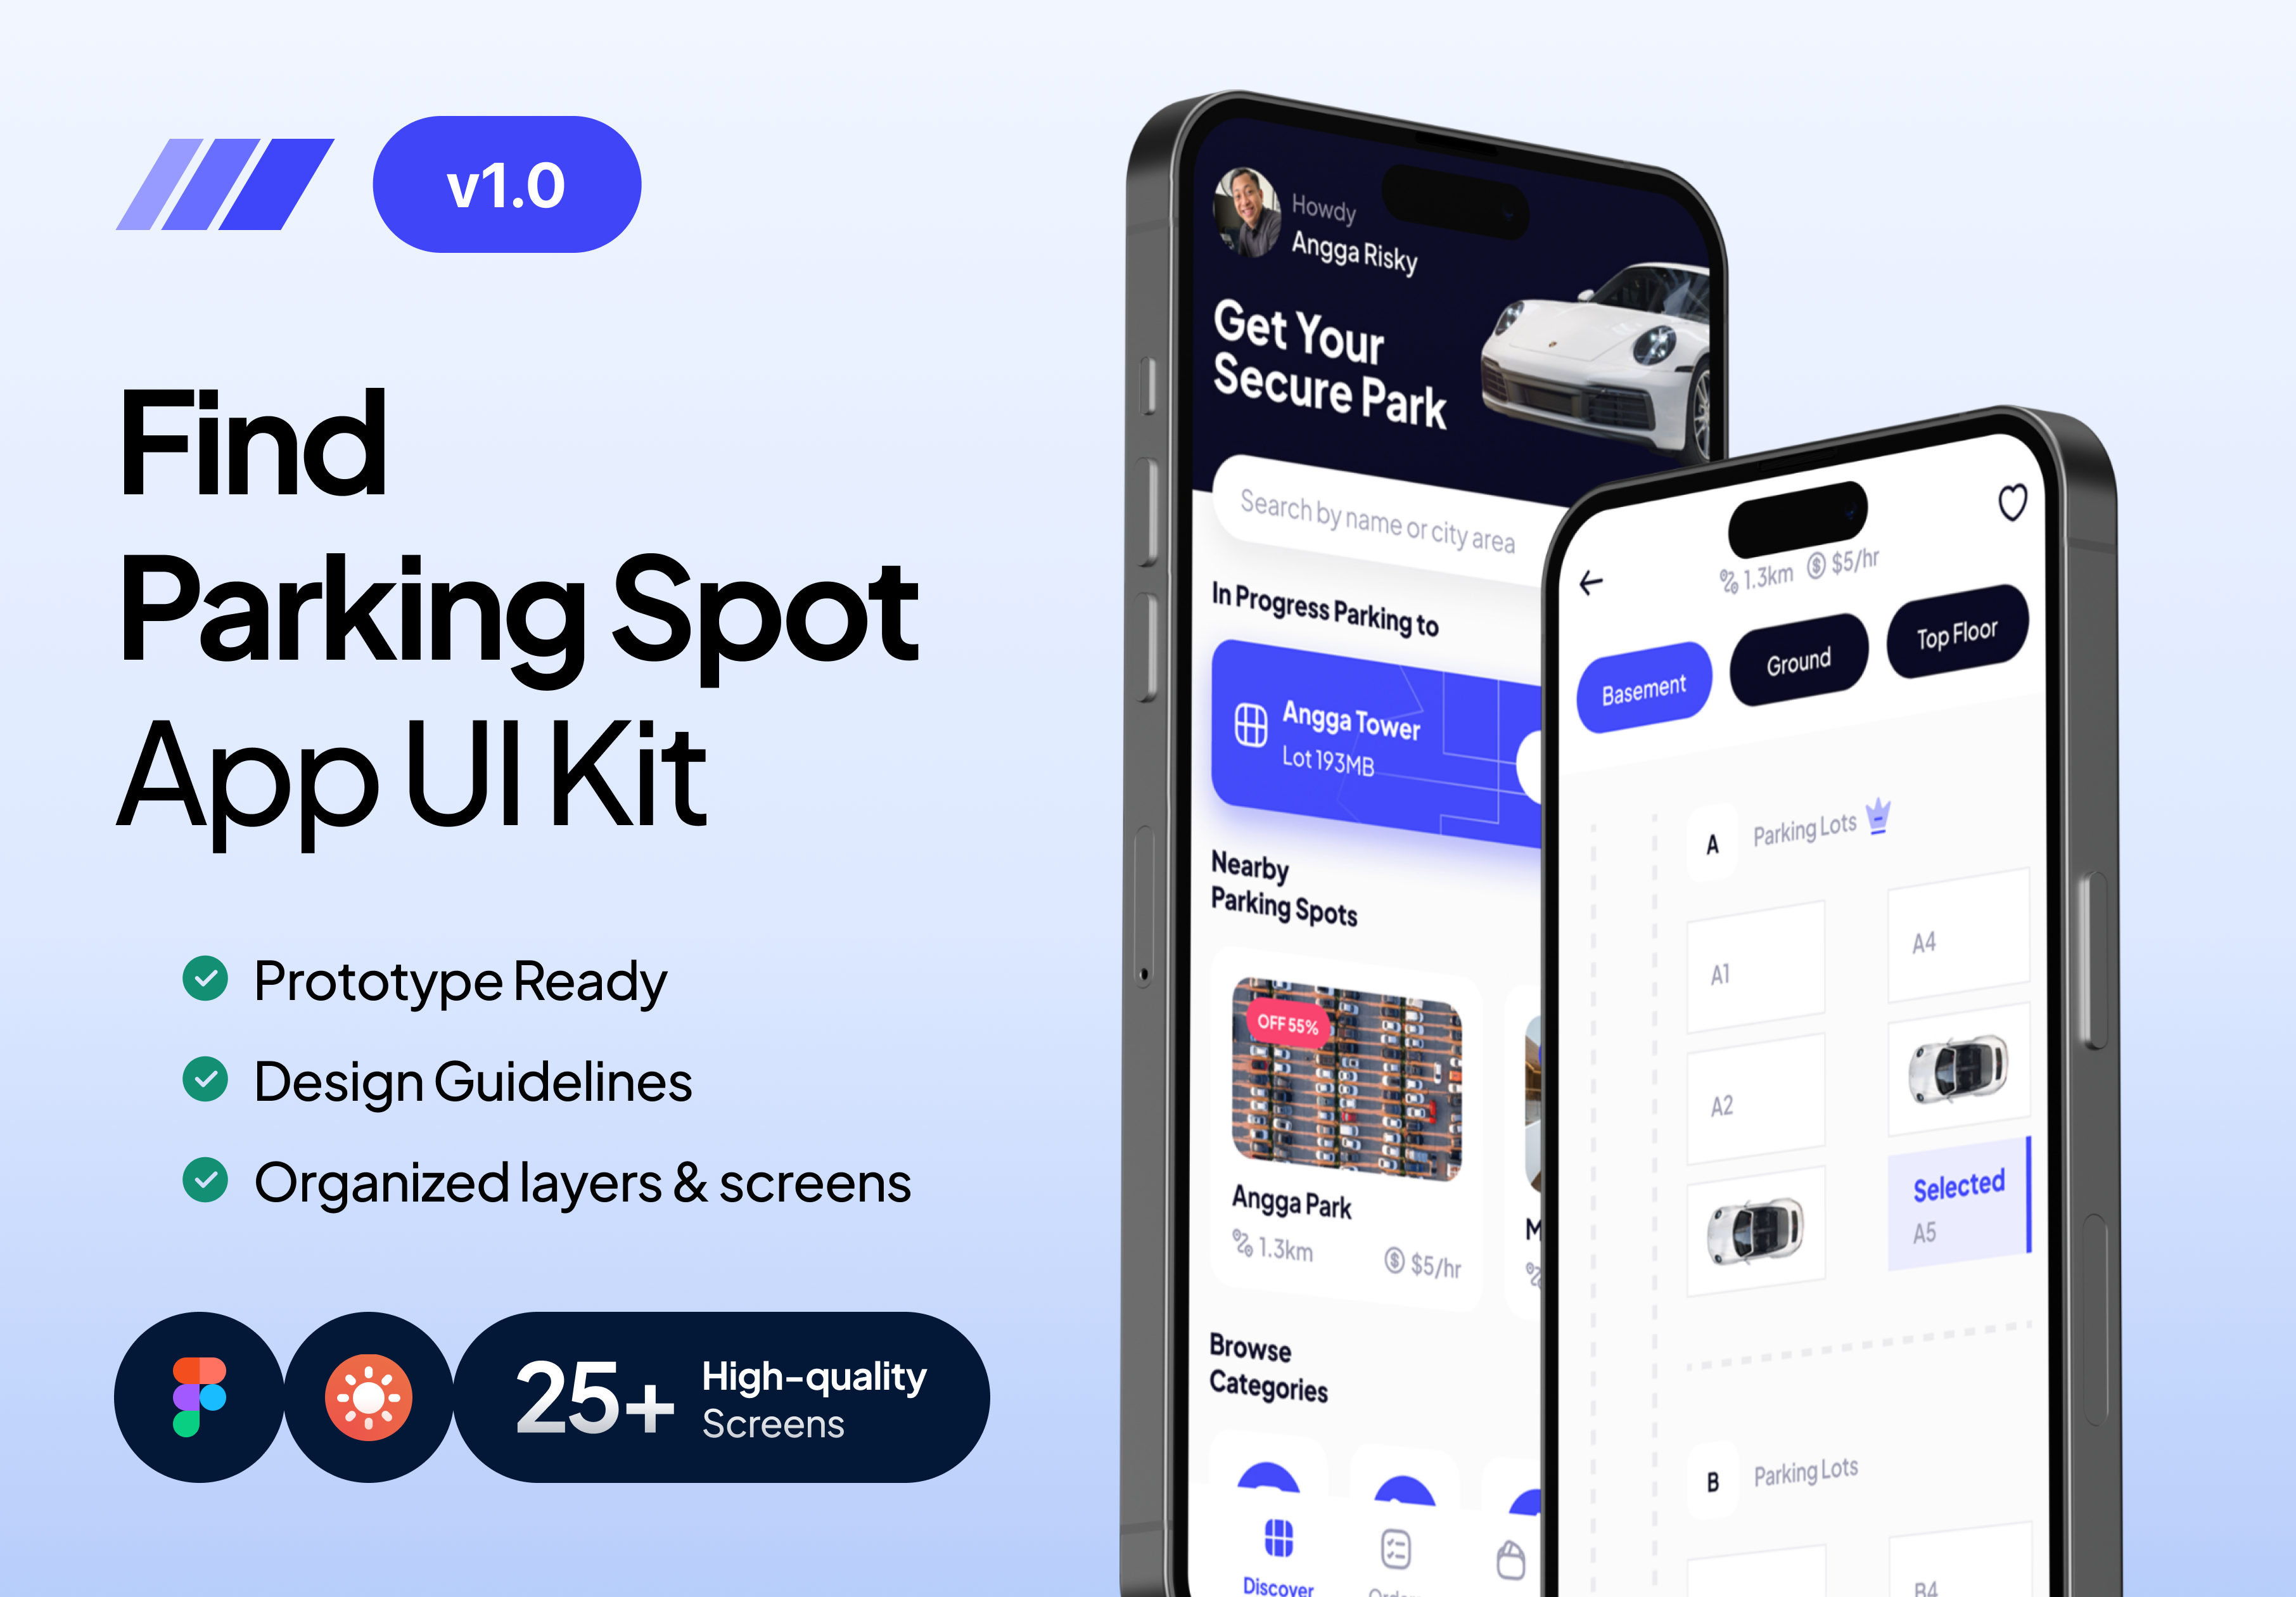 v1.0
Find
Parking Spot
App UI Kit
Prototype Ready
Design Guidelines
Organized layers & screens
25+
High-quality
Screens
Howdy
Angga Risky
Get Your
Secure Park
Search by name or city area
In Progress Parking to
Angga Tower
Lot 193MB
Nearby
Parking Spots
OFF 55%
Angga Park
1.3km $5/hr
M
Browse
Categories
Discover
1.3km $5/hr
Basement Ground Top Floor
A Parking Lots
A1 A4
A2
Selected
A5
B Parking Lots
B4